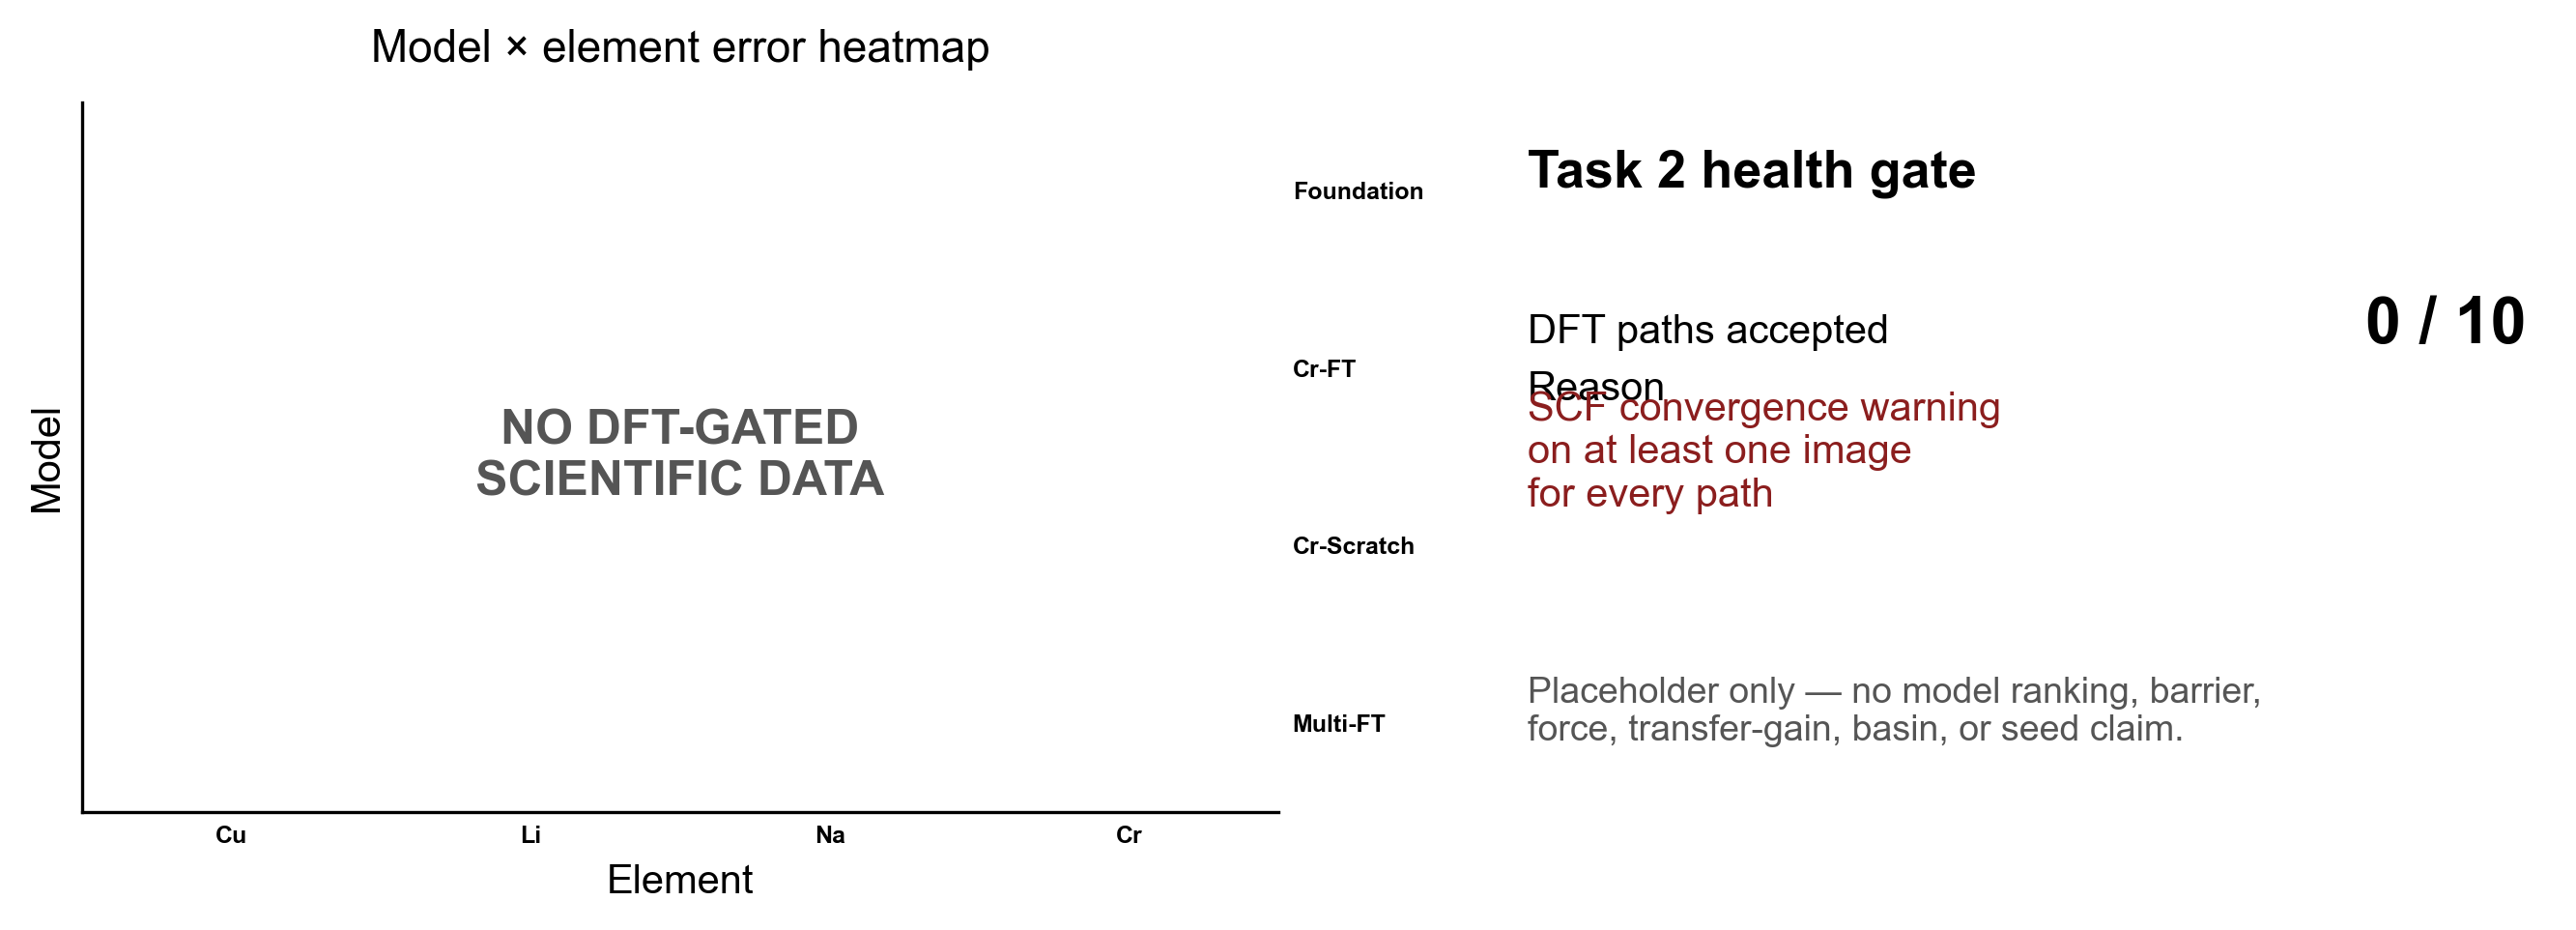 Model × element error heatmap
Model
NO DFT-GATED
SCIENTIFIC DATA
Cu
Li
Na
Cr
Element
Foundation
Cr-FT
Cr-Scratch
Multi-FT
Task 2 health gate
DFT paths accepted
0 / 10
Reason
SCF convergence warning
on at least one image
for every path
Placeholder only — no model ranking, barrier,
force, transfer-gain, basin, or seed claim.